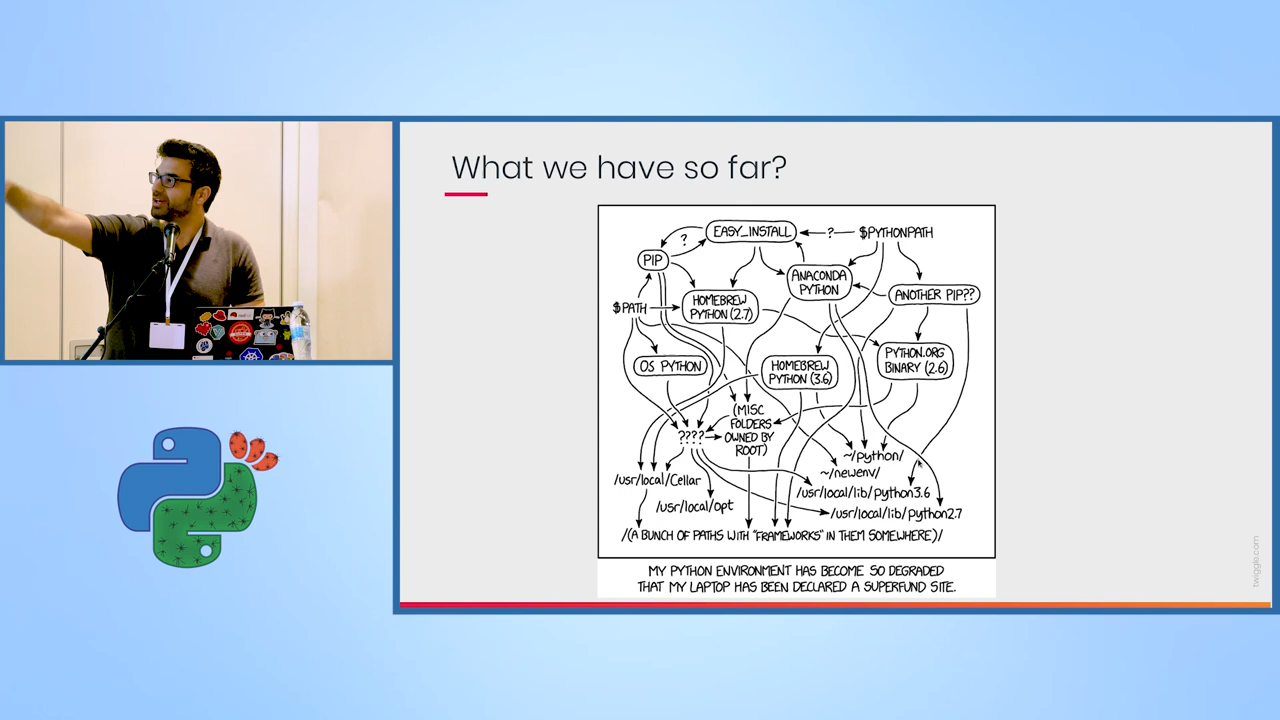 What we have so far?
EASY_INSTALL
?
$PYTHONPATH
?
PIP
ANACONDA
PYTHON
ANOTHER PIP??
HOMEBREW
PYTHON (2.7)
$PATH
OS PYTHON
HOMEBREW
PYTHON (3.6)
PYTHON.ORG
BINARY (2.6)
(MISC
FOLDERS
OWNED BY
ROOT)
????
~/python/
~/newenv/
/usr/local/Cellar
/usr/local/lib/python3.6
/usr/local/opt
/usr/local/lib/python2.7
/(A BUNCH OF PATHS WITH "FRAMEWORKS" IN THEM SOMEWHERE)/
MY PYTHON ENVIRONMENT HAS BECOME SO DEGRADED
THAT MY LAPTOP HAS BEEN DECLARED A SUPERFUND SITE.
twiggle.com